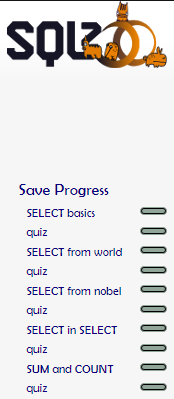 SQLZOO
Save Progress
SELECT basics
quiz
SELECT from world
quiz
SELECT from nobel
quiz
SELECT in SELECT
quiz
SUM and COUNT
quiz